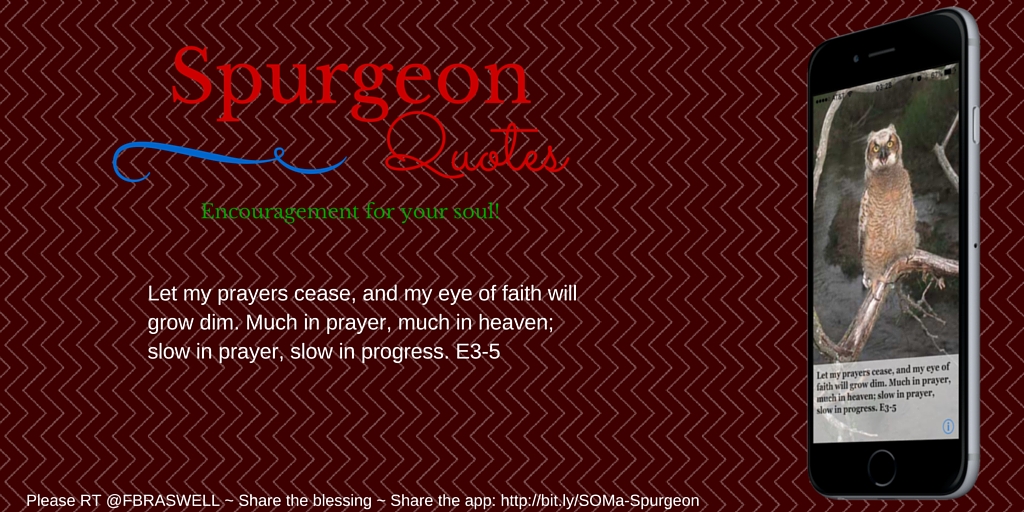 Spurgeon
Quotes
Encouragement for your soul!
Let my prayers cease, and my eye of faith will
grow dim. Much in prayer, much in heaven;
slow in prayer, slow in progress. E3-5
Please RT @FBRASWELL ~ Share the blessing ~ Share the app: http://bit.ly/SOMa-Spurgeon
Let my prayers cease, and my eye of
faith will grow dim. Much in prayer,
much in heaven; slow in prayer,
slow in progress. E3-5